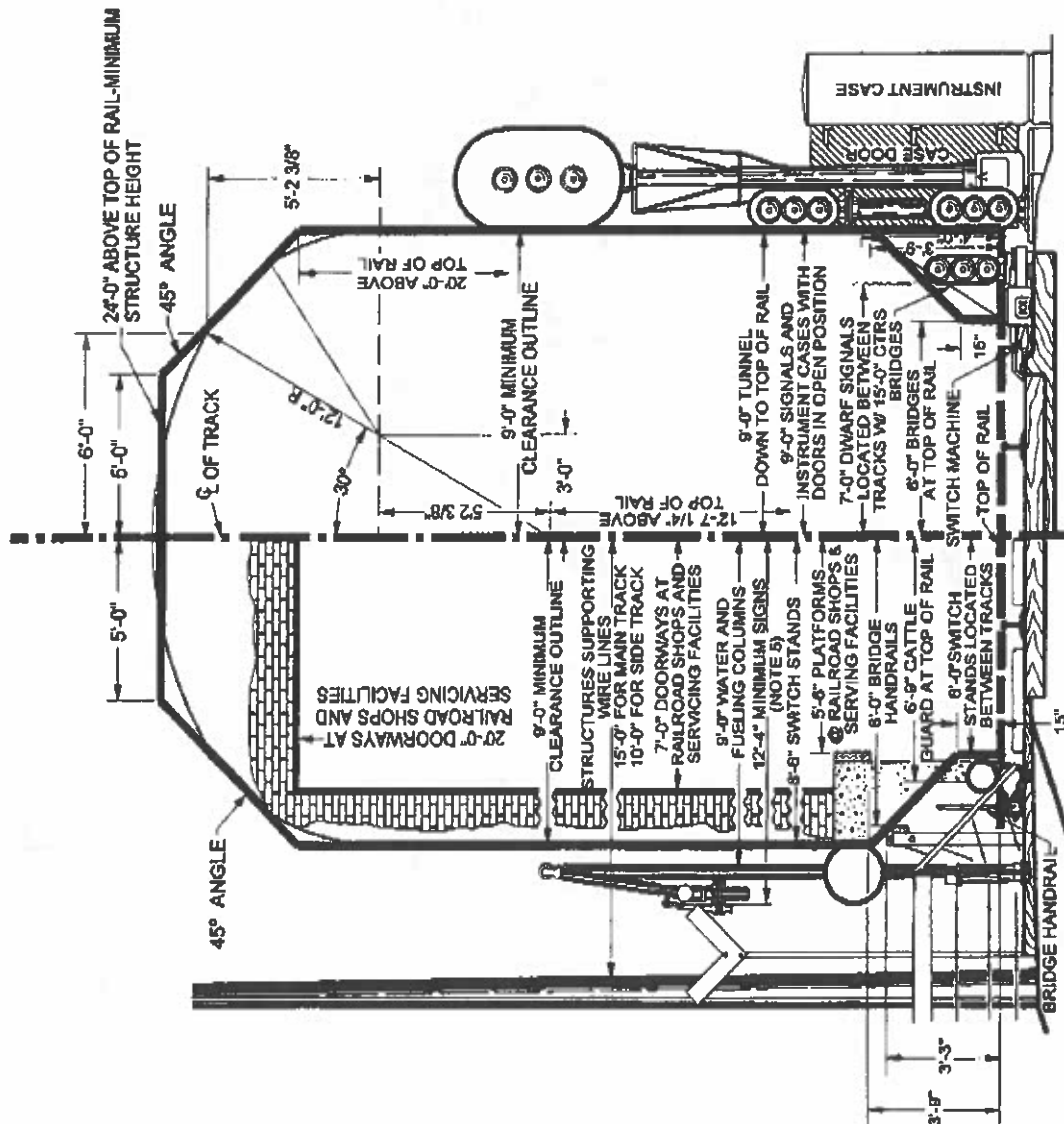 24'-0" ABOVE TOP OF RAIL-MINIMUM
STRUCTURE HEIGHT
45° ANGLE
6'-0"
5'-0"
5'-0"
5'-2 3/8"
℄ OF TRACK
12'-0" R
30°
20'-0" ABOVE
TOP OF RAIL
45° ANGLE
20'-0" DOORWAYS AT
RAILROAD SHOPS AND
SERVICING FACILITIES
9'-0" MINIMUM
CLEARANCE OUTLINE
5'2 3/8"
3'-0"
12'-7 1/4" ABOVE
TOP OF RAIL
9'-0" MINIMUM
CLEARANCE OUTLINE
STRUCTURES SUPPORTING
WIRE LINES
15'-0" FOR MAIN TRACK
10'-0" FOR SIDE TRACK
7'-0" DOORWAYS AT
RAILROAD SHOPS AND
SERVICING FACILITIES
9'-0" WATER AND
FUELING COLUMNS
12'-4" MINIMUM SIGNS
(NOTE 5)
8'-6" SWITCH STANDS
5'-6" PLATFORMS
@ RAILROAD SHOPS &
SERVING FACILITIES
8'-0" BRIDGE
HANDRAILS
6'-9" CATTLE
GUARD AT TOP OF RAIL
6'-0" SWITCH
STANDS LOCATED
BETWEEN TRACKS
15"
9'-0" TUNNEL
DOWN TO TOP OF RAIL
9'-0" SIGNALS AND
INSTRUMENT CASES WITH
DOORS IN OPEN POSITION
7'-0" DWARF SIGNALS
LOCATED BETWEEN
TRACKS W/ 15'-0" CTRS
BRIDGES
6'-0" BRIDGES
AT TOP OF RAIL
16"
SWITCH MACHINE
TOP OF RAIL
3'-9"
4'-0"
CASE DOOR
INSTRUMENT CASE
BRIDGE HANDRAIL
3'-3"
3'-9"